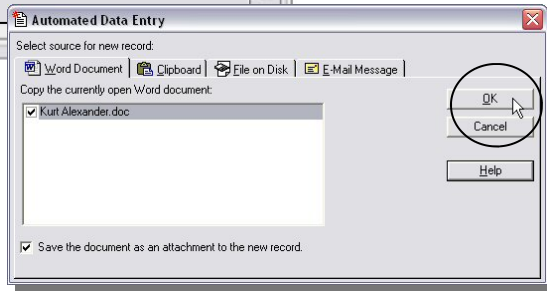 Automated Data Entry
Select source for new record:
Word Document Clipboard File on Disk E-Mail Message
Copy the currently open Word document:
Kurt Alexander.doc
OK
Cancel
Help
Save the document as an attachment to the new record.